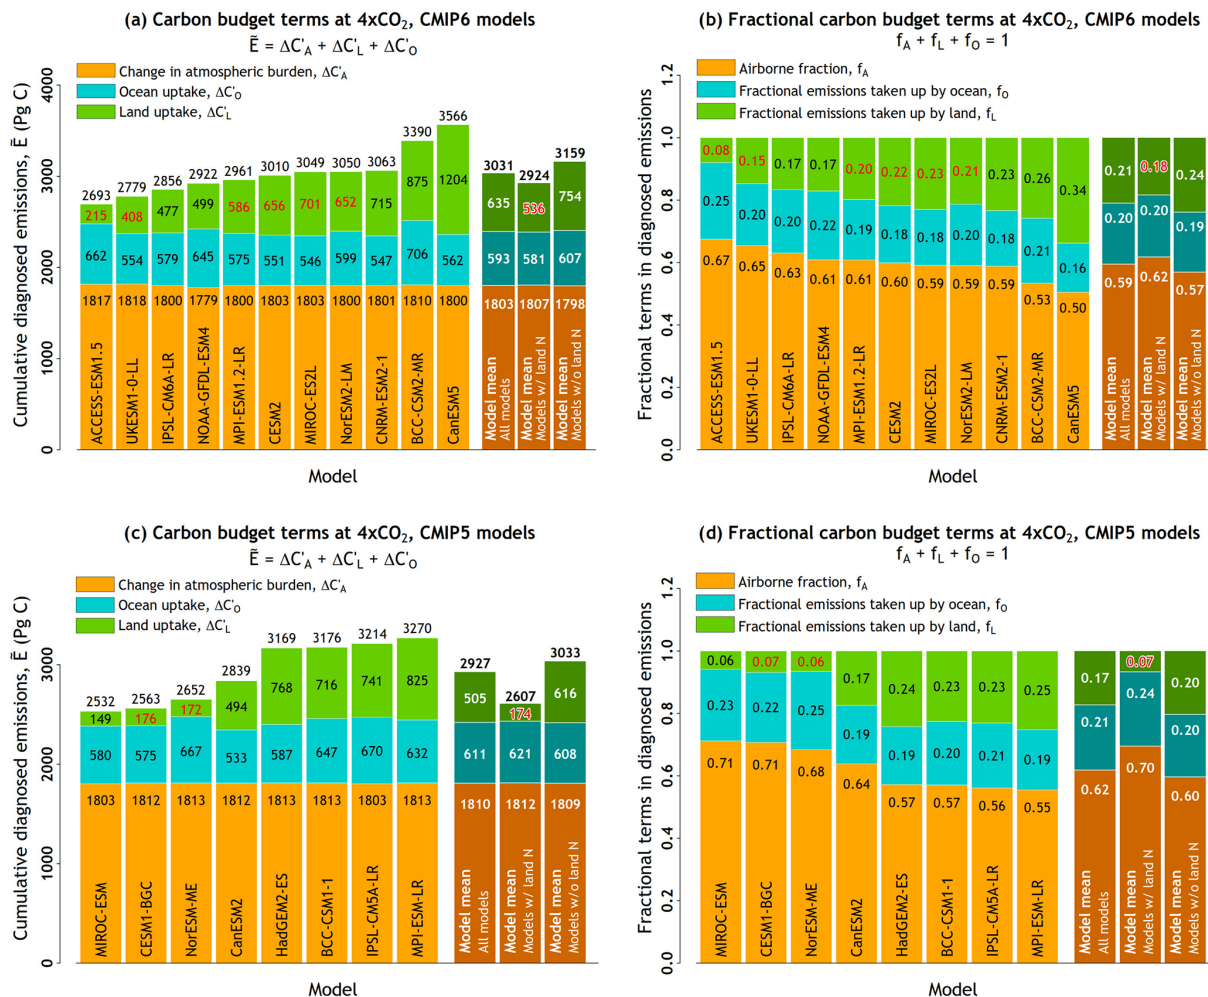 (a) Carbon budget terms at 4xCO₂, CMIP6 models
Ẽ = ΔC'A + ΔC'L + ΔC'O
Change in atmospheric burden, ΔC'A
Ocean uptake, ΔC'O
Land uptake, ΔC'L
Cumulative diagnosed emissions, Ẽ (Pg C)
0 1000 2000 3000 4000
2693 2779 2856 2922 2961 3010 3049 3050 3063 3390 3566 3031 2924 3159
215 408 477 499 586 656 701 652 715 875 1204 635 536 754
662 554 579 645 575 551 546 599 547 706 562 593 581 607
1817 1818 1800 1779 1800 1803 1803 1800 1801 1810 1800 1803 1807 1798
ACCESS-ESM1.5
UKESM1-0-LL
IPSL-CM6A-LR
NOAA-GFDL-ESM4
MPI-ESM1.2-LR
CESM2
MIROC-ES2L
NorESM2-LM
CNRM-ESM2-1
BCC-CSM2-MR
CanESM5
Model mean
All models
Model mean
Models w/ land N
Model mean
Models w/o land N
Model
(b) Fractional carbon budget terms at 4xCO₂, CMIP6 models
fA + fL + fO = 1
Airborne fraction, fA
Fractional emissions taken up by ocean, fO
Fractional emissions taken up by land, fL
Fractional terms in diagnosed emissions
0.0 0.2 0.4 0.6 0.8 1.0 1.2
0.08 0.15 0.17 0.17 0.20 0.22 0.23 0.21 0.23 0.26 0.34 0.21 0.18 0.24
0.25 0.20 0.20 0.22 0.19 0.18 0.18 0.20 0.18 0.21 0.16 0.20 0.20 0.19
0.67 0.65 0.63 0.61 0.61 0.60 0.59 0.59 0.59 0.53 0.50 0.59 0.62 0.57
ACCESS-ESM1.5
UKESM1-0-LL
IPSL-CM6A-LR
NOAA-GFDL-ESM4
MPI-ESM1.2-LR
CESM2
MIROC-ES2L
NorESM2-LM
CNRM-ESM2-1
BCC-CSM2-MR
CanESM5
Model mean
All models
Model mean
Models w/ land N
Model mean
Models w/o land N
Model
(c) Carbon budget terms at 4xCO₂, CMIP5 models
Ẽ = ΔC'A + ΔC'L + ΔC'O
Change in atmospheric burden, ΔC'A
Ocean uptake, ΔC'O
Land uptake, ΔC'L
Cumulative diagnosed emissions, Ẽ (Pg C)
0 1000 2000 3000
2532 2563 2652 2839 3169 3176 3214 3270 2927 2607 3033
149 176 172 494 768 716 741 825 505 174 616
580 575 667 533 587 647 670 632 611 621 608
1803 1812 1813 1812 1813 1813 1803 1813 1810 1812 1809
MIROC-ESM
CESM1-BGC
NorESM-ME
CanESM2
HadGEM2-ES
BCC-CSM1-1
IPSL-CM5A-LR
MPI-ESM-LR
Model mean
All models
Model mean
Models w/ land N
Model mean
Models w/o land N
Model
(d) Fractional carbon budget terms at 4xCO₂, CMIP5 models
fA + fL + fO = 1
Airborne fraction, fA
Fractional emissions taken up by ocean, fO
Fractional emissions taken up by land, fL
Fractional terms in diagnosed emissions
0.0 0.2 0.4 0.6 0.8 1.0 1.2
0.06 0.07 0.06 0.17 0.24 0.23 0.23 0.25 0.17 0.07 0.20
0.23 0.22 0.25 0.19 0.19 0.20 0.21 0.19 0.21 0.24 0.20
0.71 0.71 0.68 0.64 0.57 0.57 0.56 0.55 0.62 0.70 0.60
MIROC-ESM
CESM1-BGC
NorESM-ME
CanESM2
HadGEM2-ES
BCC-CSM1-1
IPSL-CM5A-LR
MPI-ESM-LR
Model mean
All models
Model mean
Models w/ land N
Model mean
Models w/o land N
Model